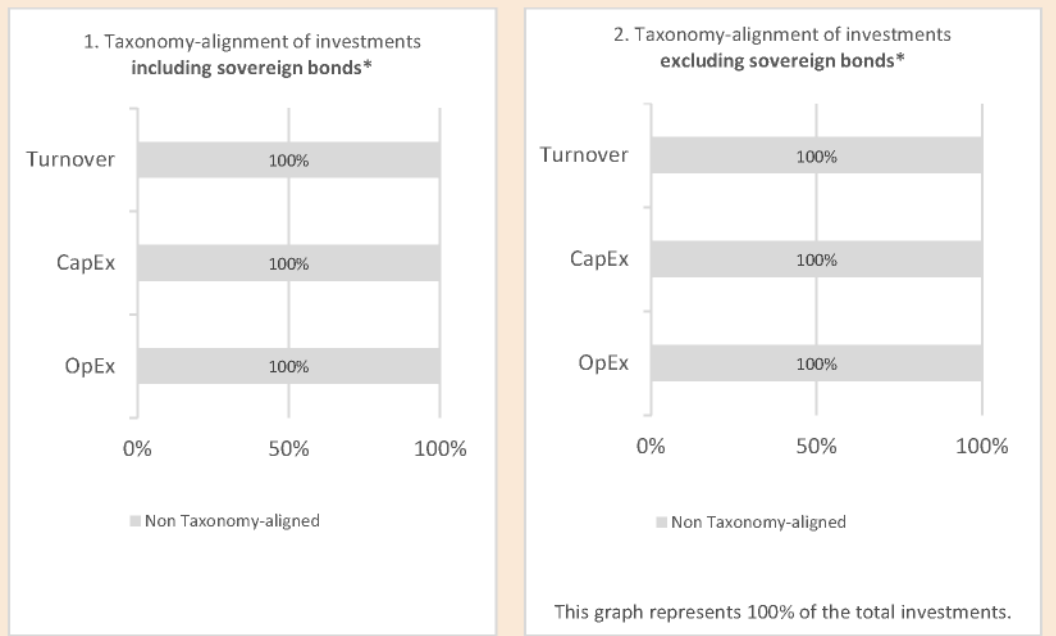 1. Taxonomy-alignment of investments
including sovereign bonds*
Turnover
100%
CapEx
100%
OpEx
100%
0% 50% 100%
Non Taxonomy-aligned
2. Taxonomy-alignment of investments
excluding sovereign bonds*
Turnover
100%
CapEx
100%
OpEx
100%
0% 50% 100%
Non Taxonomy-aligned
This graph represents 100% of the total investments.